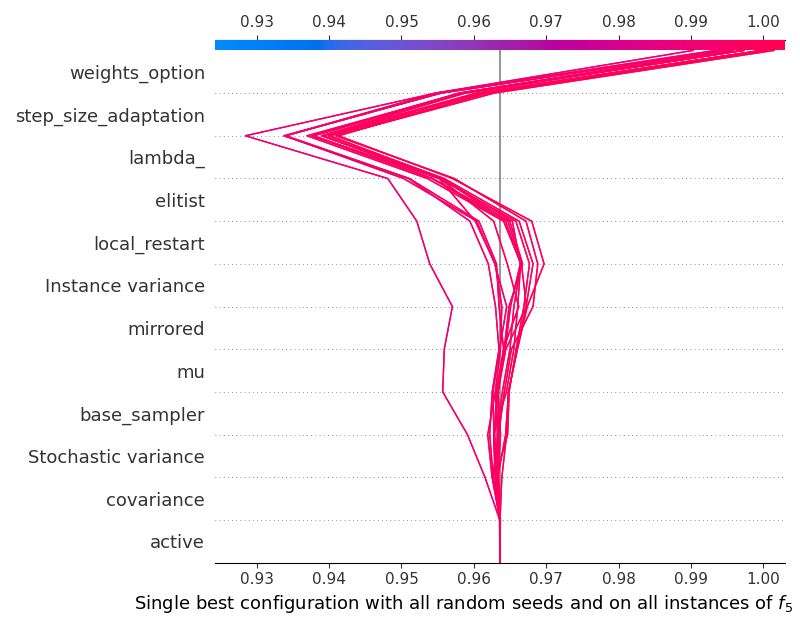 0.93 0.94 0.95 0.96 0.97 0.98 0.99 1.00
weights_option
step_size_adaptation
lambda_
elitist
local_restart
Instance variance
mirrored
mu
base_sampler
Stochastic variance
covariance
active
0.93 0.94 0.95 0.96 0.97 0.98 0.99 1.00
Single best configuration with all random seeds and on all instances of f₅